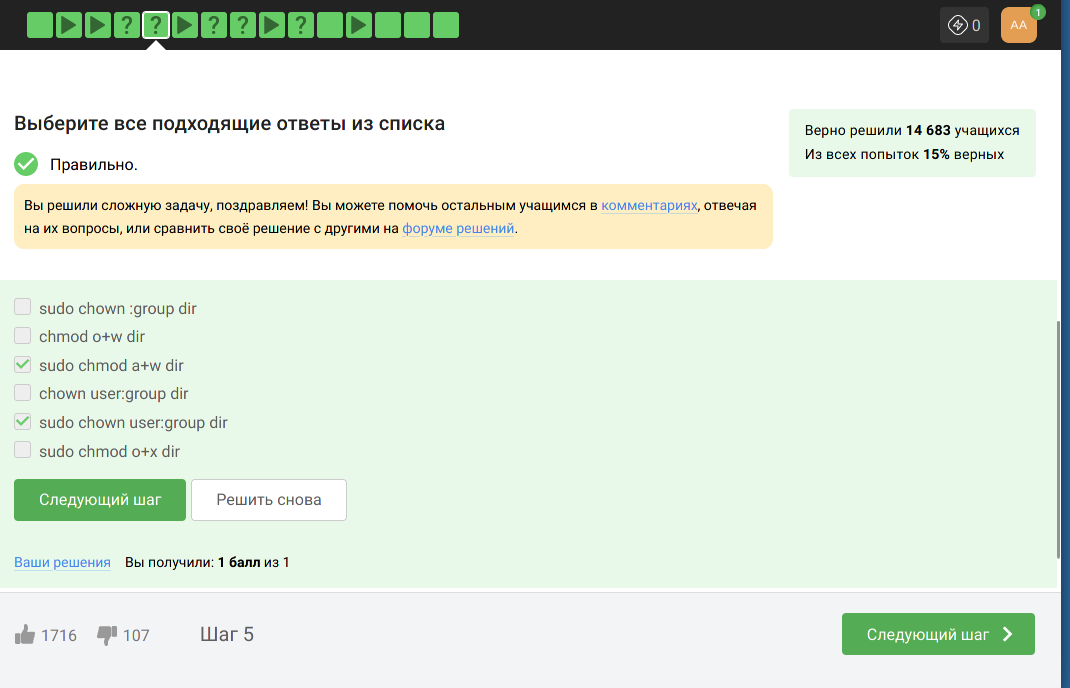 ? ? ? ? ? 0 AA 1
Выберите все подходящие ответы из списка
Правильно.
Вы решили сложную задачу, поздравляем! Вы можете помочь остальным учащимся в комментариях, отвечая
на их вопросы, или сравнить своё решение с другими на форуме решений.
Верно решили 14 683 учащихся
Из всех попыток 15% верных
sudo chown :group dir
chmod o+w dir
sudo chmod a+w dir
chown user:group dir
sudo chown user:group dir
sudo chmod o+x dir
Следующий шаг Решить снова
Ваши решения Вы получили: 1 балл из 1
1716 107 Шаг 5 Следующий шаг